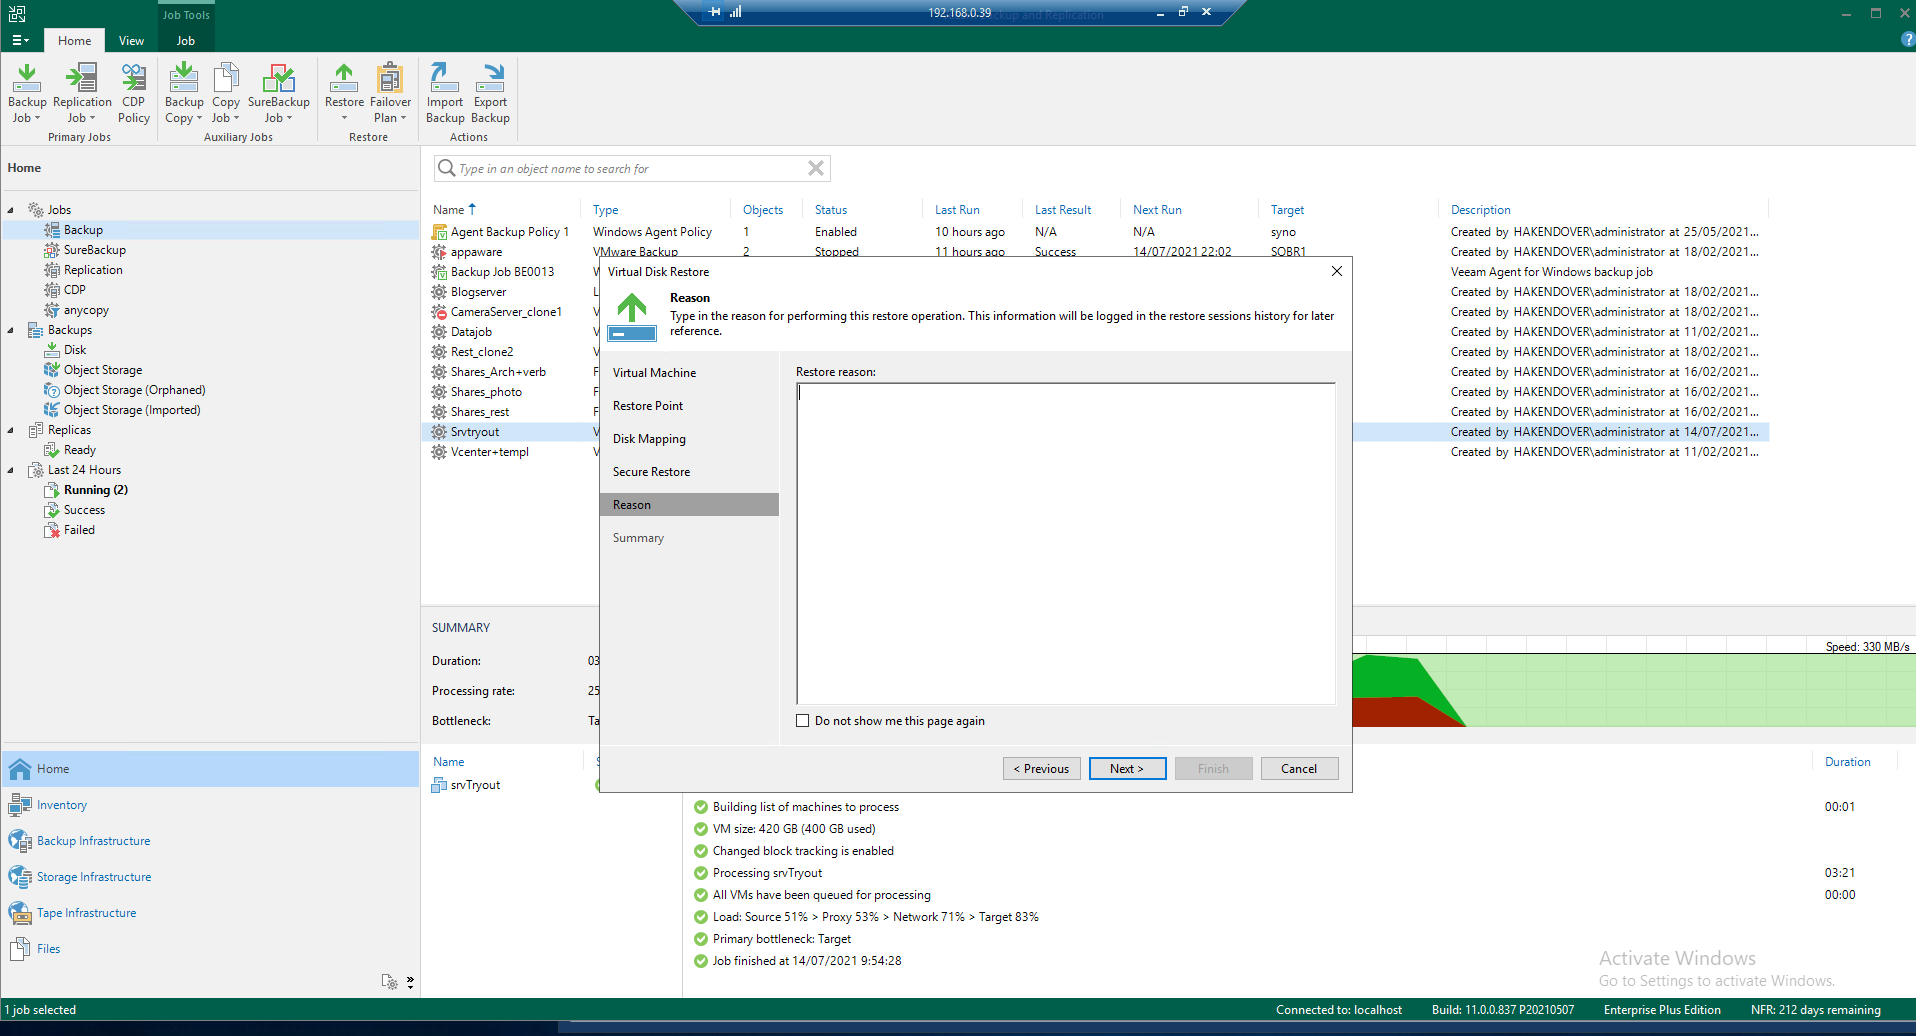 Job Tools
192.168.0.39
ckup and Replication
Home
View
Job
Backup Job
Replication Job
CDP Policy
Primary Jobs
Backup Copy
Copy Job
SureBackup Job
Auxiliary Jobs
Restore
Failover Plan
Restore
Import Backup
Export Backup
Actions
Home
Type in an object name to search for
Jobs
Backup
SureBackup
Replication
CDP
anycopy
Backups
Disk
Object Storage
Object Storage (Orphaned)
Object Storage (Imported)
Replicas
Ready
Last 24 Hours
Running (2)
Success
Failed
Name Type Objects Status Last Run Last Result Next Run Target Description
Agent Backup Policy 1 Windows Agent Policy 1 Enabled 10 hours ago N/A N/A syno Created by HAKENDOVER\administrator at 25/05/2021...
appaware VMware Backup 2 Stopped 11 hours ago Success 14/07/2021 22:02 SOBR1 Created by HAKENDOVER\administrator at 18/02/2021...
Backup Job BE0013 W Veeam Agent for Windows backup job
Blogserver L Created by HAKENDOVER\administrator at 18/02/2021...
CameraServer_clone1 V Created by HAKENDOVER\administrator at 18/02/2021...
Datajob V Created by HAKENDOVER\administrator at 11/02/2021...
Rest_clone2 V Created by HAKENDOVER\administrator at 18/02/2021...
Shares_Arch+verb F Created by HAKENDOVER\administrator at 16/02/2021...
Shares_photo F Created by HAKENDOVER\administrator at 16/02/2021...
Shares_rest F Created by HAKENDOVER\administrator at 16/02/2021...
Srvtryout V Created by HAKENDOVER\administrator at 14/07/2021...
Vcenter+templ V Created by HAKENDOVER\administrator at 11/02/2021...
Virtual Disk Restore
Reason
Type in the reason for performing this restore operation. This information will be logged in the restore sessions history for later
reference.
Virtual Machine
Restore Point
Disk Mapping
Secure Restore
Reason
Summary
Restore reason:
Do not show me this page again
< Previous
Next >
Finish
Cancel
SUMMARY
Duration: 03
Processing rate: 25
Bottleneck: Ta
Speed: 330 MB/s
Name S
srvTryout
Duration
Building list of machines to process 00:01
VM size: 420 GB (400 GB used)
Changed block tracking is enabled
Processing srvTryout 03:21
All VMs have been queued for processing 00:00
Load: Source 51% > Proxy 53% > Network 71% > Target 83%
Primary bottleneck: Target
Job finished at 14/07/2021 9:54:28
Home
Inventory
Backup Infrastructure
Storage Infrastructure
Tape Infrastructure
Files
Activate Windows
Go to Settings to activate Windows.
1 job selected
Connected to: localhost
Build: 11.0.0.837 P20210507
Enterprise Plus Edition
NFR: 212 days remaining